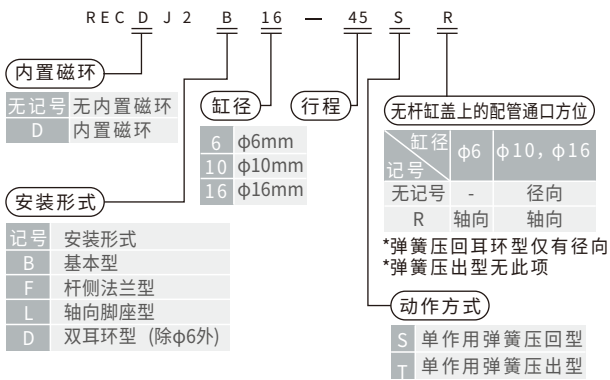 REC D J 2 B 16 — 45 S R
内置磁环
无记号 无内置磁环
D 内置磁环
缸径
6 φ6mm
10 φ10mm
16 φ16mm
行程
无杆缸盖上的配管通口方位
缸径 φ6 φ10, φ16
记号
无记号 - 径向
R 轴向 轴向
*弹簧压回耳环型仅有径向
*弹簧压出型无此项
安装形式
记号 安装形式
B 基本型
F 杆侧法兰型
L 轴向脚座型
D 双耳环型 (除φ6外)
动作方式
S 单作用弹簧压回型
T 单作用弹簧压出型